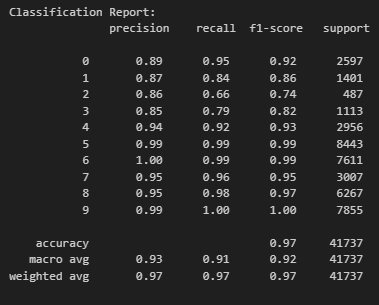 Classification Report:
precision recall f1-score support
0 0.89 0.95 0.92 2597
1 0.87 0.84 0.86 1401
2 0.86 0.66 0.74 487
3 0.85 0.79 0.82 1113
4 0.94 0.92 0.93 2956
5 0.99 0.99 0.99 8443
6 1.00 0.99 0.99 7611
7 0.95 0.96 0.95 3007
8 0.95 0.98 0.97 6267
9 0.99 1.00 1.00 7855
accuracy 0.97 41737
macro avg 0.93 0.91 0.92 41737
weighted avg 0.97 0.97 0.97 41737